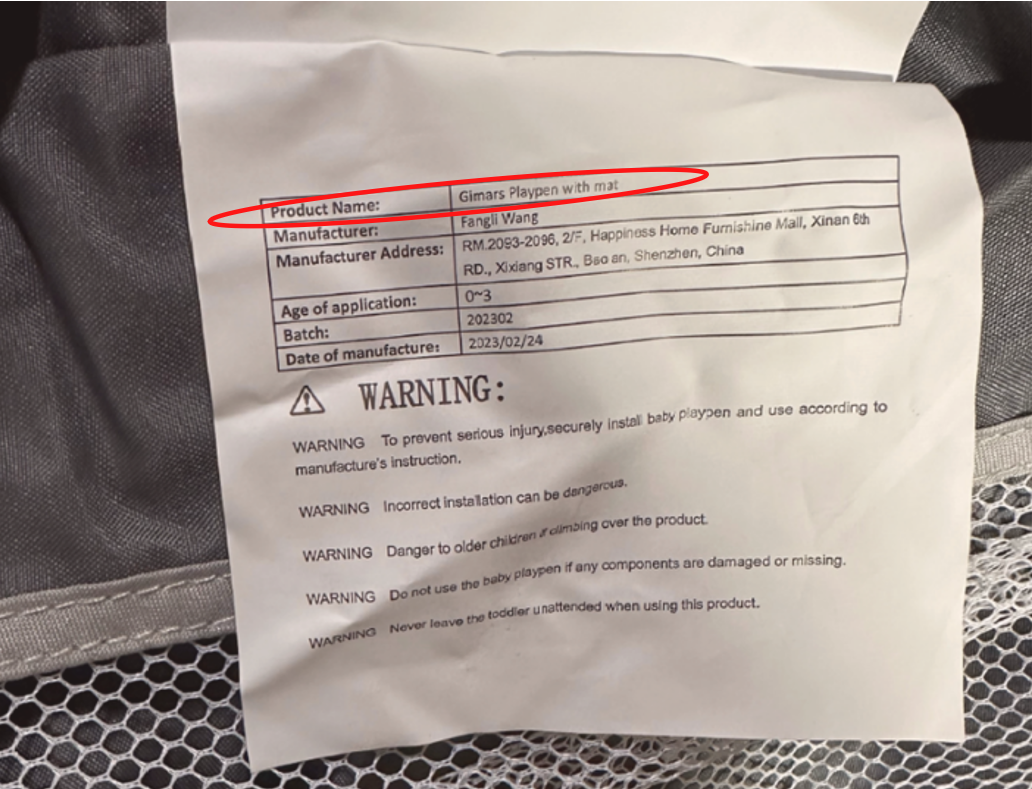 Product Name: Gimars Playpen with mat
Manufacturer: Fangli Wang
Manufacturer Address: RM.2093-2096, 2/F, Happiness Home Furnishine Mall, Xinan 6th
RD., Xixiang STR., Bao an, Shenzhen, China
Age of application: 0~3
Batch: 202302
Date of manufacture: 2023/02/24
WARNING:
WARNING To prevent serious injury,securely install baby playpen and use according to
manufacture's instruction.
WARNING Incorrect installation can be dangerous.
WARNING Danger to older children if climbing over the product.
WARNING Do not use the baby playpen if any components are damaged or missing.
WARNING Never leave the toddler unattended when using this product.